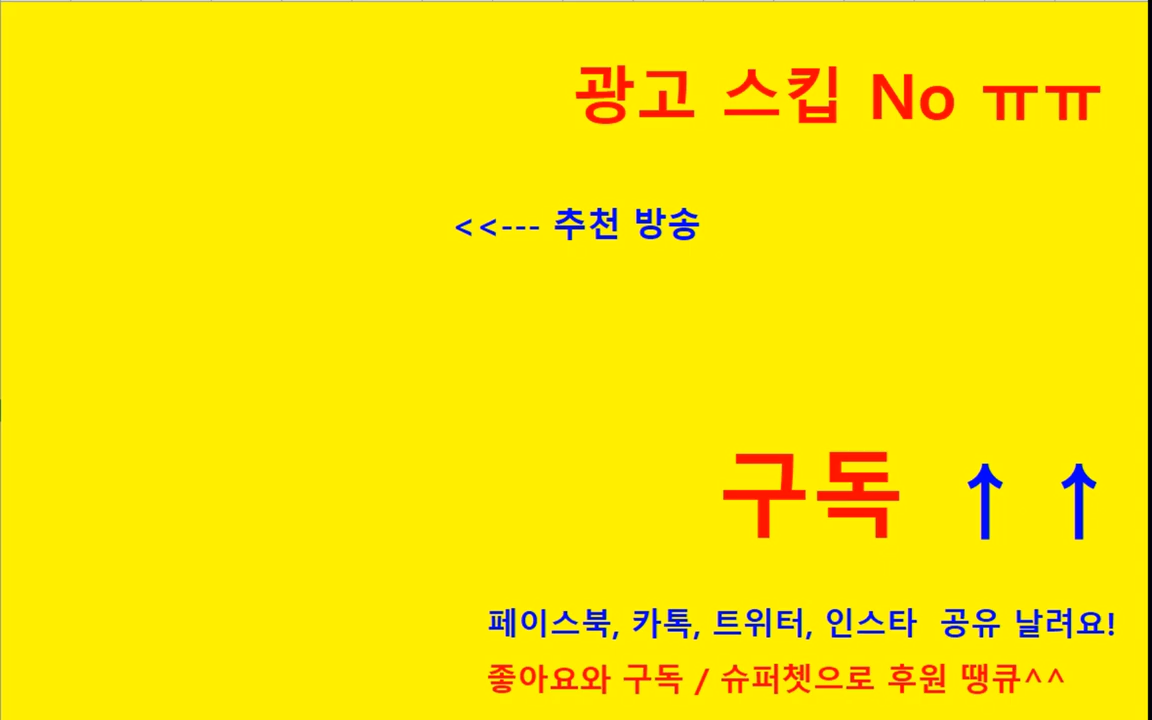 광고 스킵 No ㅠㅠ
<<--- 추천 방송
구독 ↑ ↑
페이스북, 카톡, 트위터, 인스타 공유 날려요!
좋아요와 구독 / 슈퍼쳇으로 후원 땡큐^^